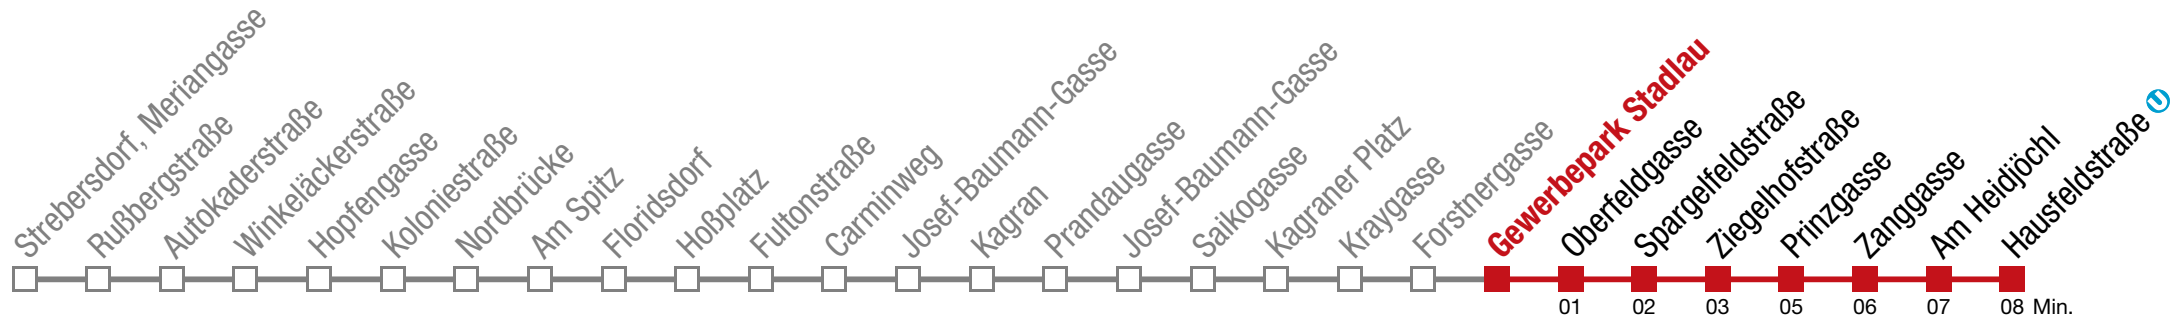 Strebersdorf, Meriangasse
Rußbergstraße
Autokaderstraße
Winkeläckerstraße
Hopfengasse
Koloniestraße
Nordbrücke
Am Spitz
Floridsdorf
Hoßplatz
Fultonstraße
Carminweg
Josef-Baumann-Gasse
Kagran
Prandaugasse
Josef-Baumann-Gasse
Saikogasse
Kagraner Platz
Kraygasse
Forstnergasse
Gewerbepark Stadlau
Oberfeldgasse
Spargelfeldstraße
Ziegelhofstraße
Prinzgasse
Zanggasse
Am Heidjöchl
Hausfeldstraße U
01 02 03 05 06 07 08 Min.